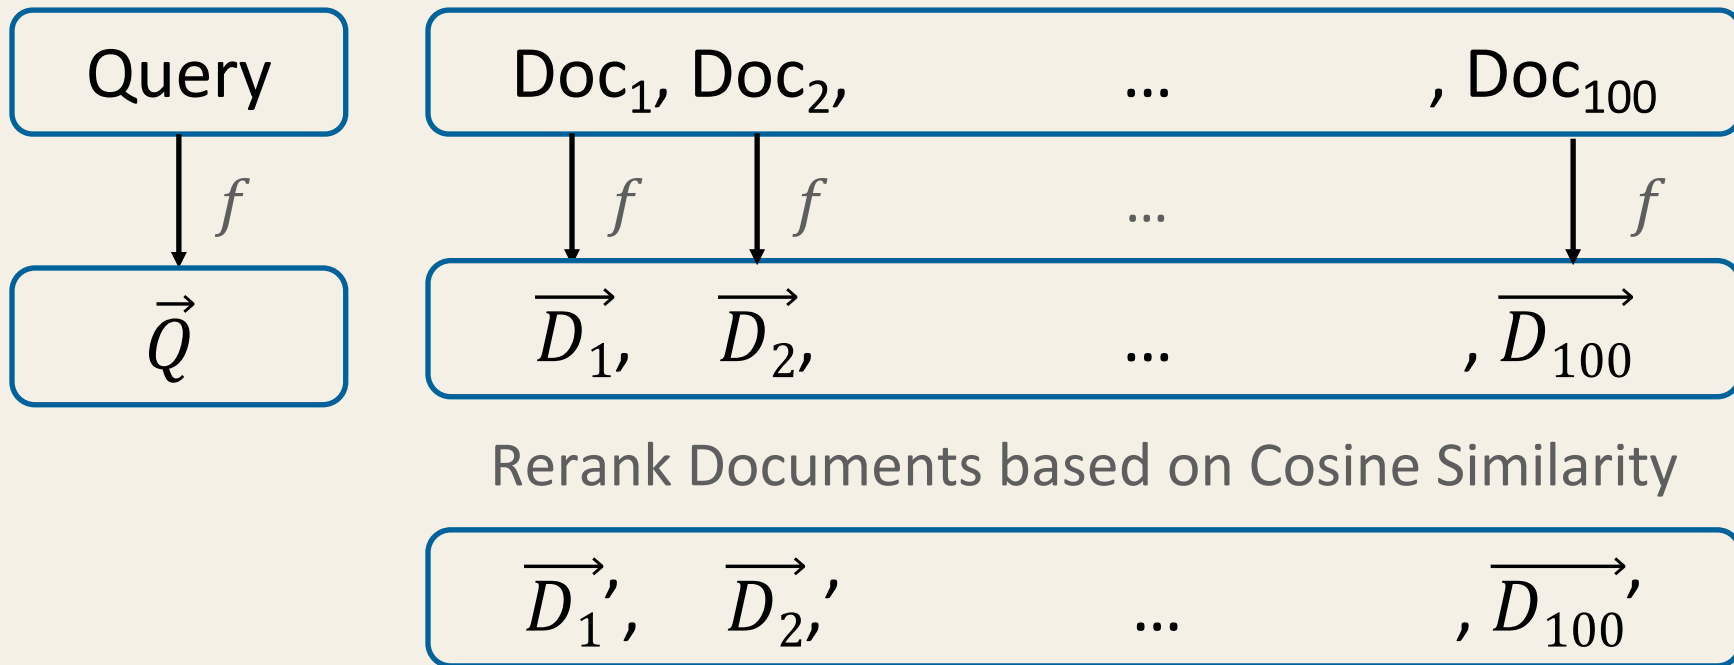 Query Doc₁, Doc₂, ... , Doc₁₀₀
f f f ... f
Q⃗ D₁⃗, D₂⃗, ... , D₁₀₀⃗
Rerank Documents based on Cosine Similarity
D₁⃗′, D₂⃗,′ ... , D₁₀₀⃗′